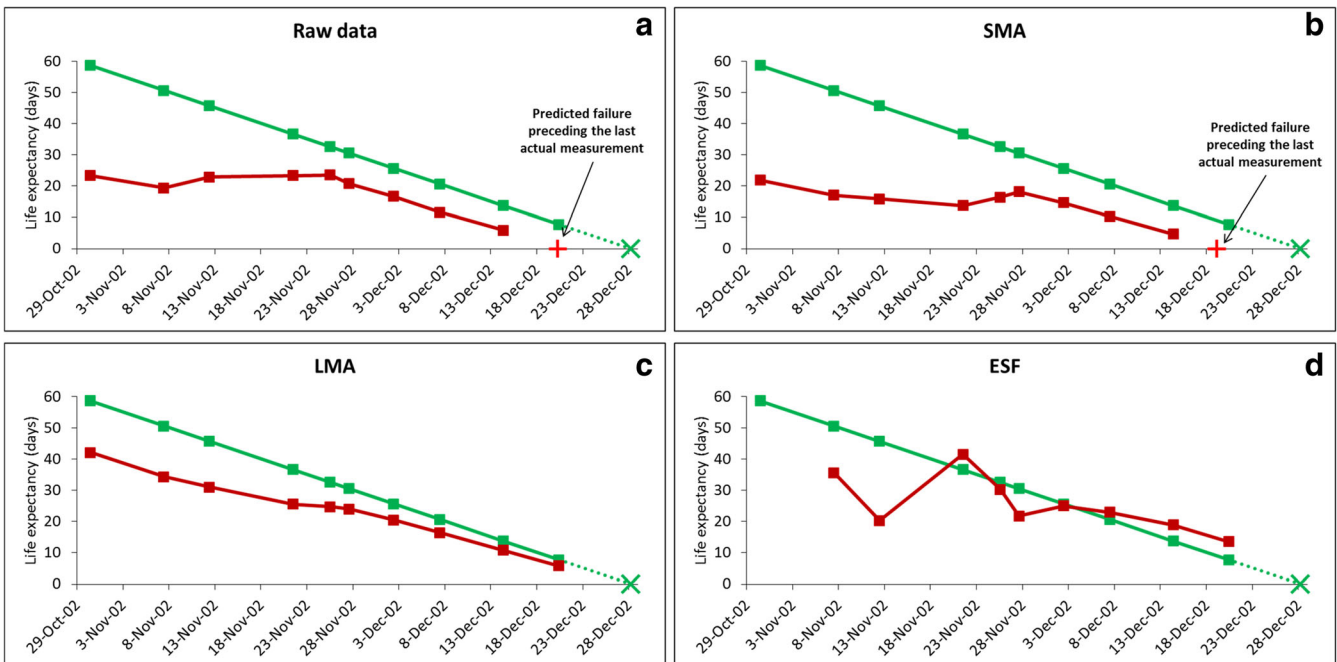 Raw data
a
Life expectancy (days)
60
50
40
30
20
10
0
Predicted failure
preceding the last
actual measurement
29-Oct-02
3-Nov-02
8-Nov-02
13-Nov-02
18-Nov-02
23-Nov-02
28-Nov-02
3-Dec-02
8-Dec-02
13-Dec-02
18-Dec-02
23-Dec-02
28-Dec-02
SMA
b
Life expectancy (days)
60
50
40
30
20
10
0
Predicted failure
preceding the last
actual measurement
29-Oct-02
3-Nov-02
8-Nov-02
13-Nov-02
18-Nov-02
23-Nov-02
28-Nov-02
3-Dec-02
8-Dec-02
13-Dec-02
18-Dec-02
23-Dec-02
28-Dec-02
LMA
c
Life expectancy (days)
60
50
40
30
20
10
0
29-Oct-02
3-Nov-02
8-Nov-02
13-Nov-02
18-Nov-02
23-Nov-02
28-Nov-02
3-Dec-02
8-Dec-02
13-Dec-02
18-Dec-02
23-Dec-02
28-Dec-02
ESF
d
Life expectancy (days)
60
50
40
30
20
10
0
29-Oct-02
3-Nov-02
8-Nov-02
13-Nov-02
18-Nov-02
23-Nov-02
28-Nov-02
3-Dec-02
8-Dec-02
13-Dec-02
18-Dec-02
23-Dec-02
28-Dec-02